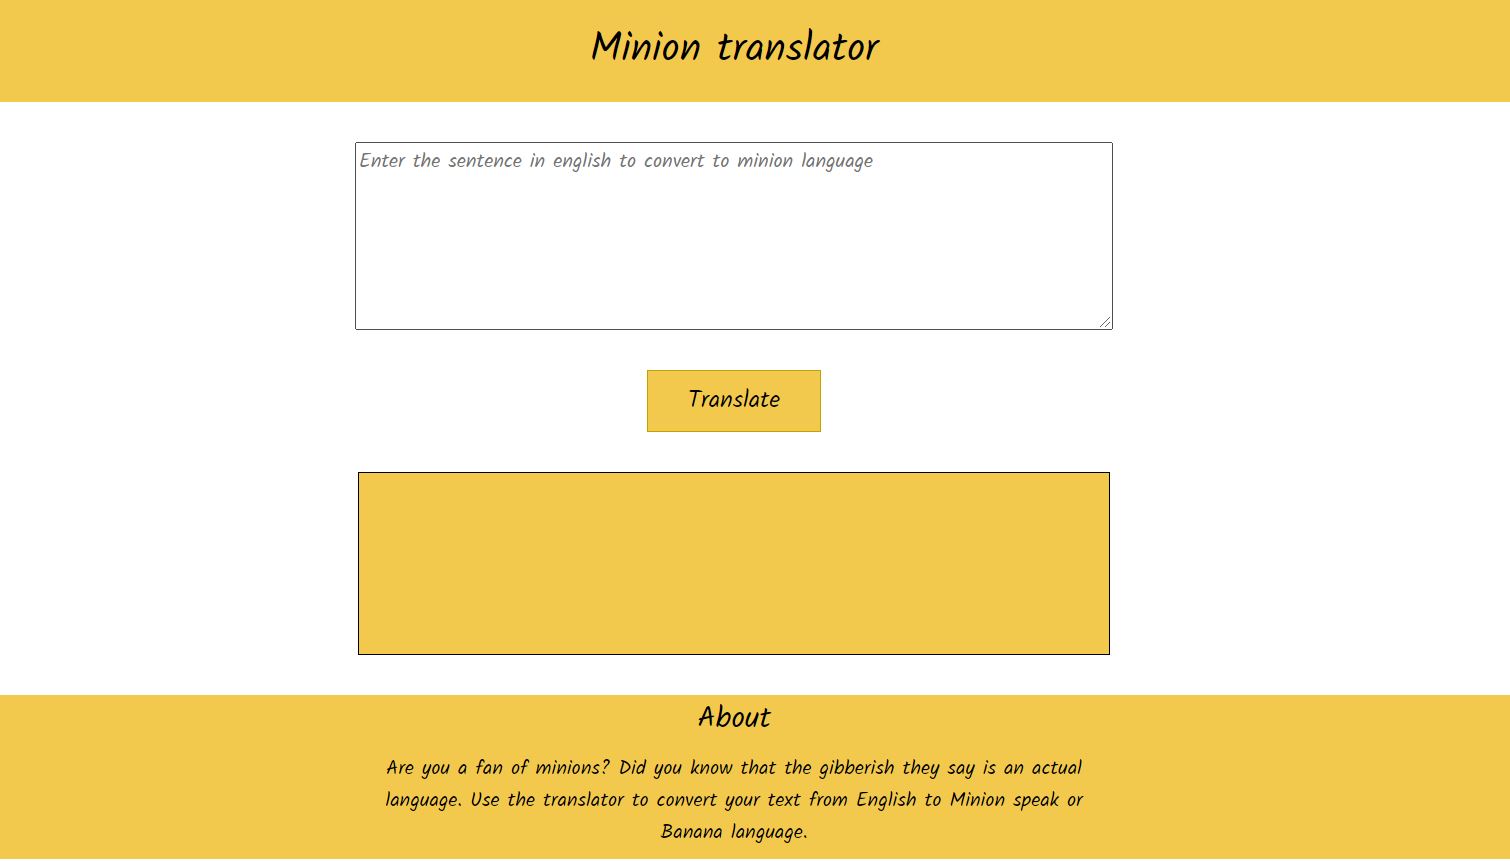 Minion translator
Enter the sentence in english to convert to minion language
Translate
About
Are you a fan of minions? Did you know that the gibberish they say is an actual
language. Use the translator to convert your text from English to Minion speak or
Banana language.